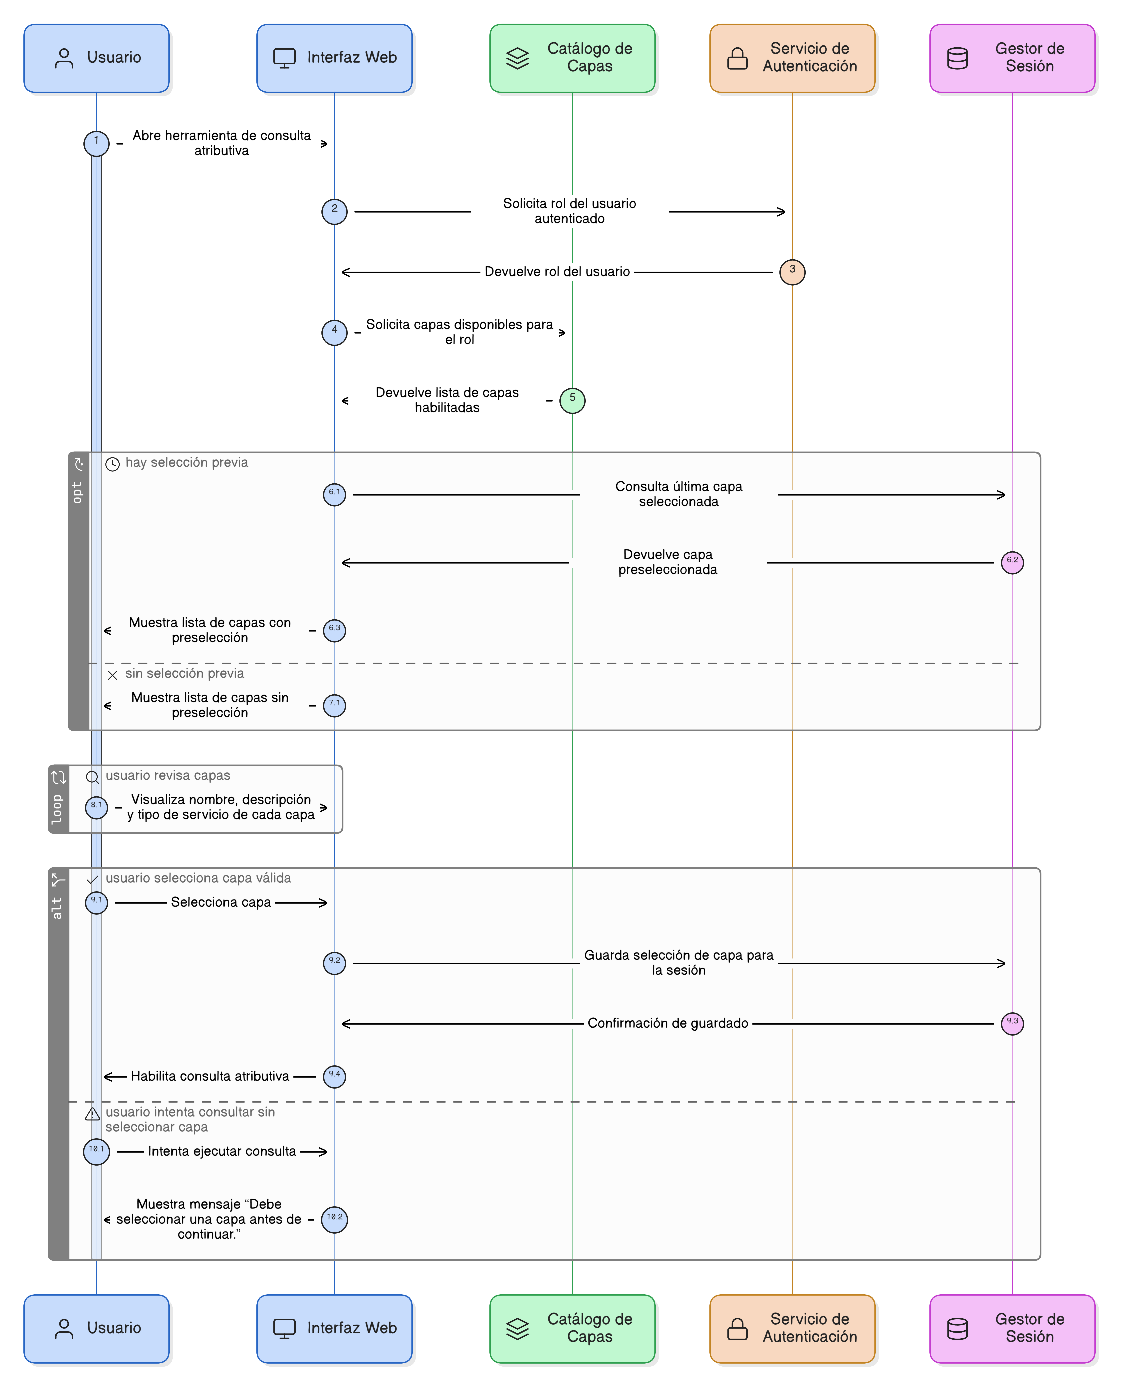 Usuario
Interfaz Web
Catálogo de
Capas
Servicio de
Autenticación
Gestor de
Sesión
1
Abre herramienta de consulta
atributiva
2
Solicita rol del usuario
autenticado
Devuelve rol del usuario
3
4
Solicita capas disponibles para
el rol
Devuelve lista de capas
habilitadas
5
opt
hay selección previa
6.1
Consulta última capa
seleccionada
Devuelve capa
preseleccionada
6.2
Muestra lista de capas con
preselección
6.3
sin selección previa
Muestra lista de capas sin
preselección
7.1
loop
usuario revisa capas
8.1
Visualiza nombre, descripción
y tipo de servicio de cada capa
alt
usuario selecciona capa válida
9.1
Selecciona capa
9.2
Guarda selección de capa para
la sesión
Confirmación de guardado
9.3
Habilita consulta atributiva
9.4
usuario intenta consultar sin
seleccionar capa
10.1
Intenta ejecutar consulta
Muestra mensaje “Debe
seleccionar una capa antes de
continuar.”
10.2
Usuario
Interfaz Web
Catálogo de
Capas
Servicio de
Autenticación
Gestor de
Sesión